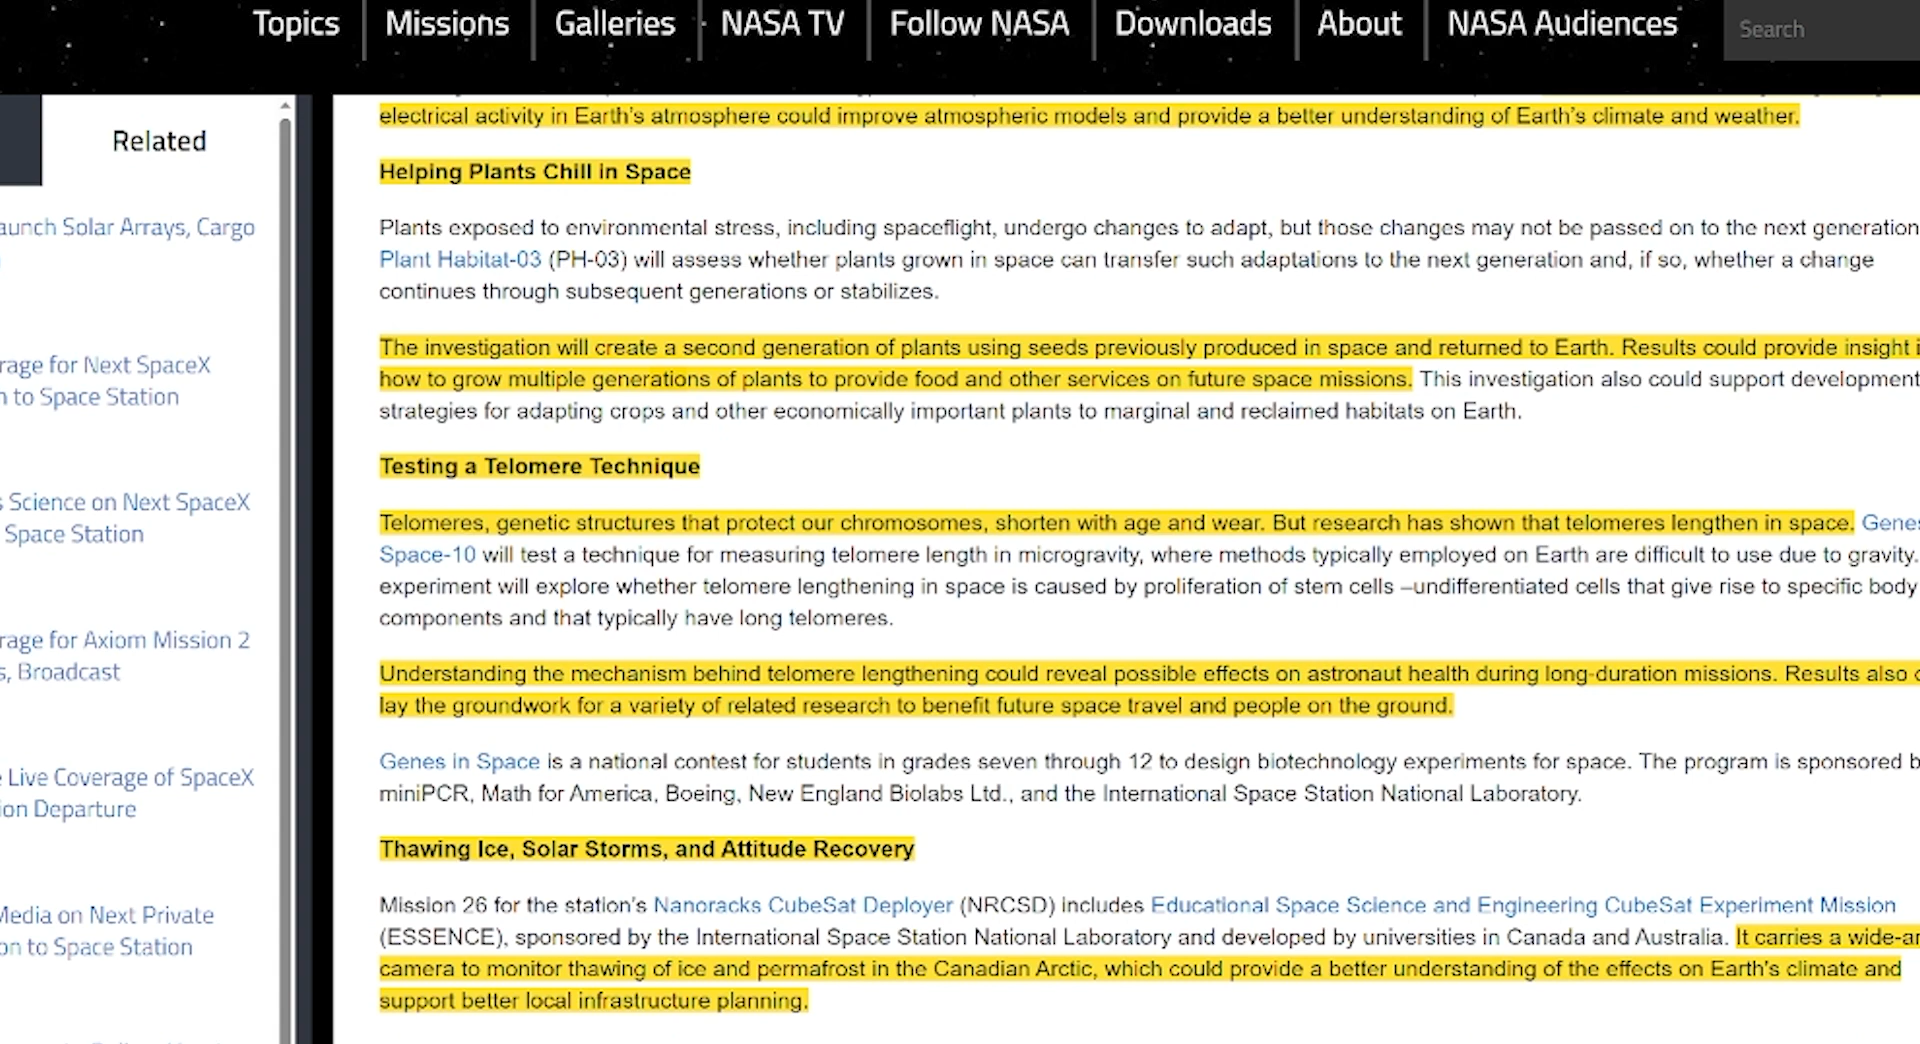 Topics
Missions
Galleries
NASA TV
Follow NASA
Downloads
About
NASA Audiences
Search
Related
aunch Solar Arrays, Cargo
rage for Next SpaceX
n to Space Station
s Science on Next SpaceX
Space Station
rage for Axiom Mission 2
s, Broadcast
e Live Coverage of SpaceX
ion Departure
Media on Next Private
on to Space Station
electrical activity in Earth's atmosphere could improve atmospheric models and provide a better understanding of Earth's climate and weather.
Helping Plants Chill in Space
Plants exposed to environmental stress, including spaceflight, undergo changes to adapt, but those changes may not be passed on to the next generation
Plant Habitat-03 (PH-03) will assess whether plants grown in space can transfer such adaptations to the next generation and, if so, whether a change
continues through subsequent generations or stabilizes.
The investigation will create a second generation of plants using seeds previously produced in space and returned to Earth. Results could provide insight i
how to grow multiple generations of plants to provide food and other services on future space missions. This investigation also could support development
strategies for adapting crops and other economically important plants to marginal and reclaimed habitats on Earth.
Testing a Telomere Technique
Telomeres, genetic structures that protect our chromosomes, shorten with age and wear. But research has shown that telomeres lengthen in space. Genes
Space-10 will test a technique for measuring telomere length in microgravity, where methods typically employed on Earth are difficult to use due to gravity.
experiment will explore whether telomere lengthening in space is caused by proliferation of stem cells –undifferentiated cells that give rise to specific body
components and that typically have long telomeres.
Understanding the mechanism behind telomere lengthening could reveal possible effects on astronaut health during long-duration missions. Results also c
lay the groundwork for a variety of related research to benefit future space travel and people on the ground.
Genes in Space is a national contest for students in grades seven through 12 to design biotechnology experiments for space. The program is sponsored b
miniPCR, Math for America, Boeing, New England Biolabs Ltd., and the International Space Station National Laboratory.
Thawing Ice, Solar Storms, and Attitude Recovery
Mission 26 for the station's Nanoracks CubeSat Deployer (NRCSD) includes Educational Space Science and Engineering CubeSat Experiment Mission
(ESSENCE), sponsored by the International Space Station National Laboratory and developed by universities in Canada and Australia. It carries a wide-an
camera to monitor thawing of ice and permafrost in the Canadian Arctic, which could provide a better understanding of the effects on Earth's climate and
support better local infrastructure planning.